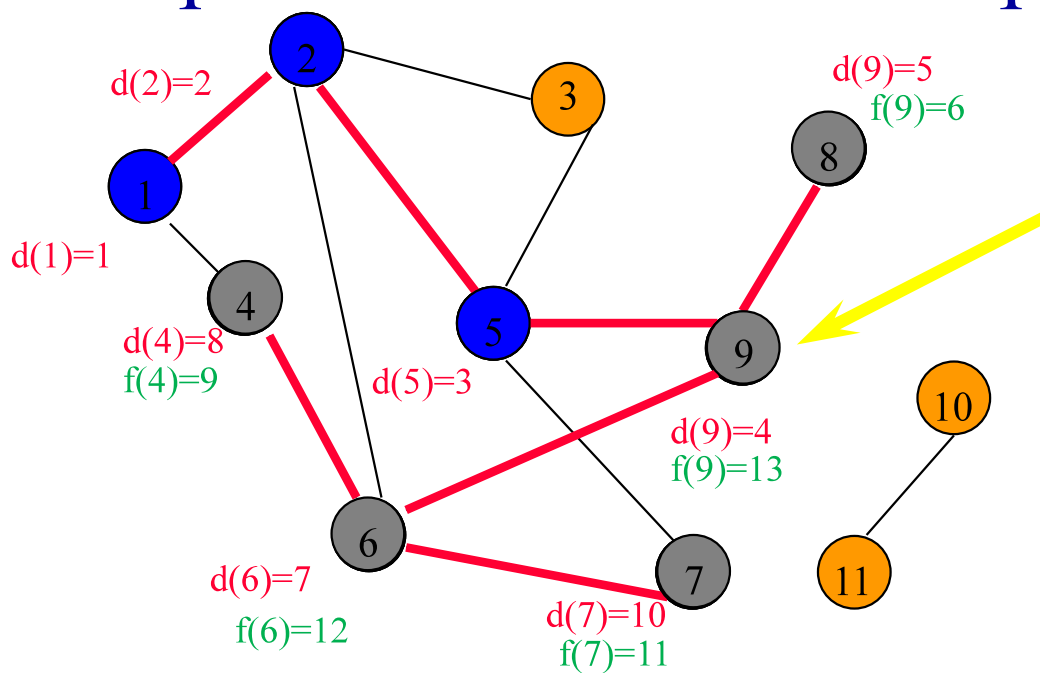 2
d(2)=2
3
d(9)=5
f(9)=6
8
1
d(1)=1
4
d(4)=8
f(4)=9
5
9
d(5)=3
10
d(9)=4
f(9)=13
6
7
11
d(6)=7
f(6)=12
d(7)=10
f(7)=11